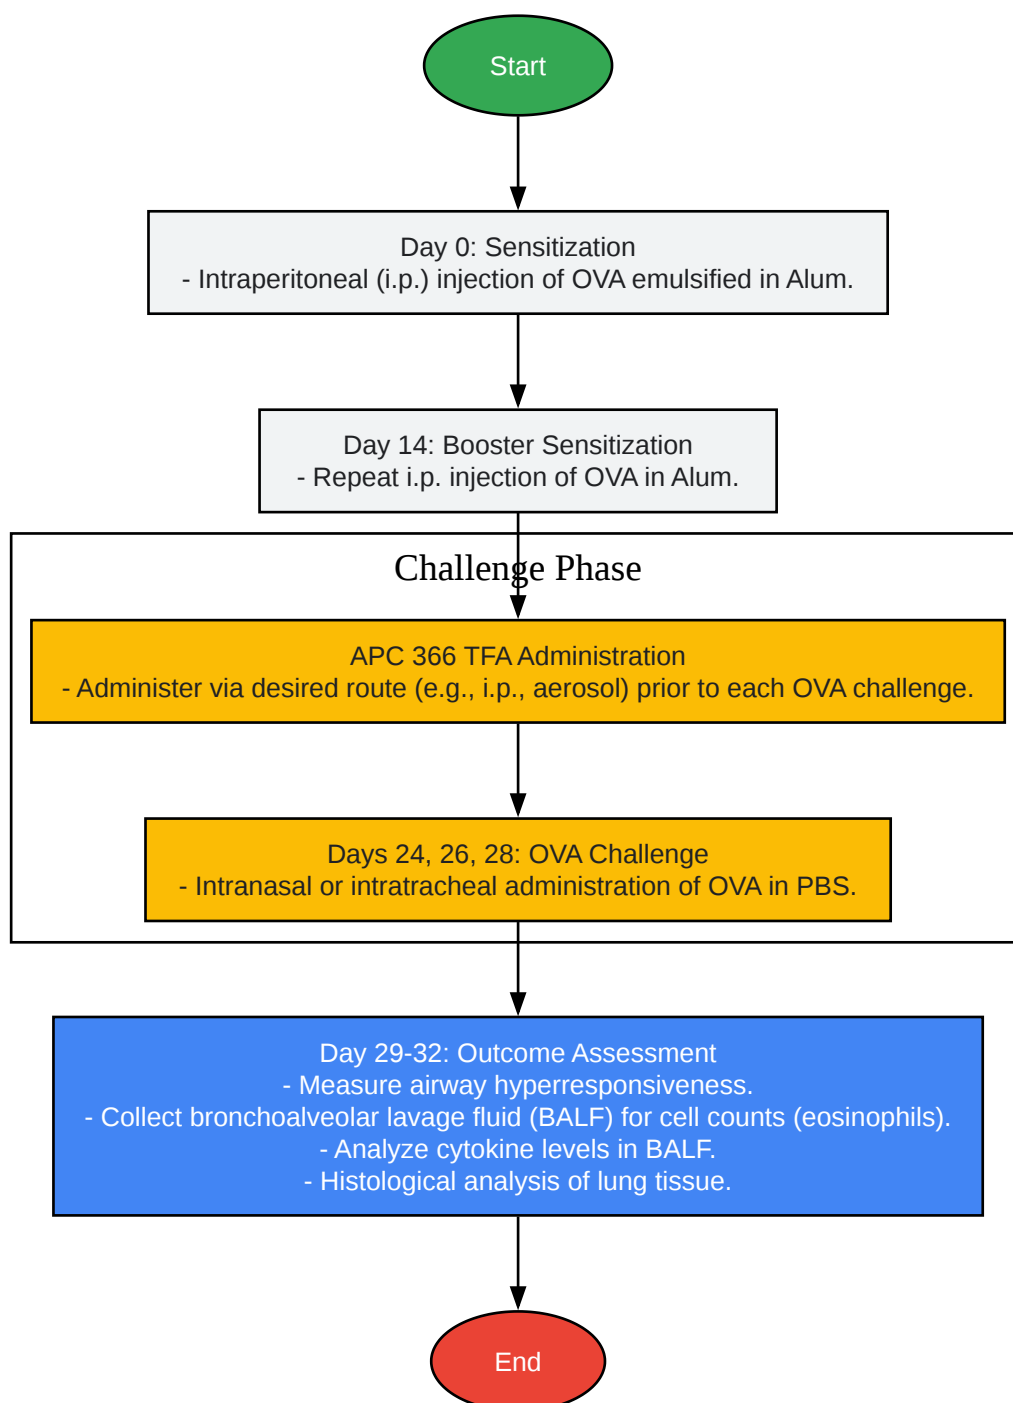 Start
Day 0: Sensitization
- Intraperitoneal (i.p.) injection of OVA emulsified in Alum.
Day 14: Booster Sensitization
- Repeat i.p. injection of OVA in Alum.
Challenge Phase
APC 366 TFA Administration
- Administer via desired route (e.g., i.p., aerosol) prior to each OVA challenge.
Days 24, 26, 28: OVA Challenge
- Intranasal or intratracheal administration of OVA in PBS.
Day 29-32: Outcome Assessment
- Measure airway hyperresponsiveness.
- Collect bronchoalveolar lavage fluid (BALF) for cell counts (eosinophils).
- Analyze cytokine levels in BALF.
- Histological analysis of lung tissue.
End